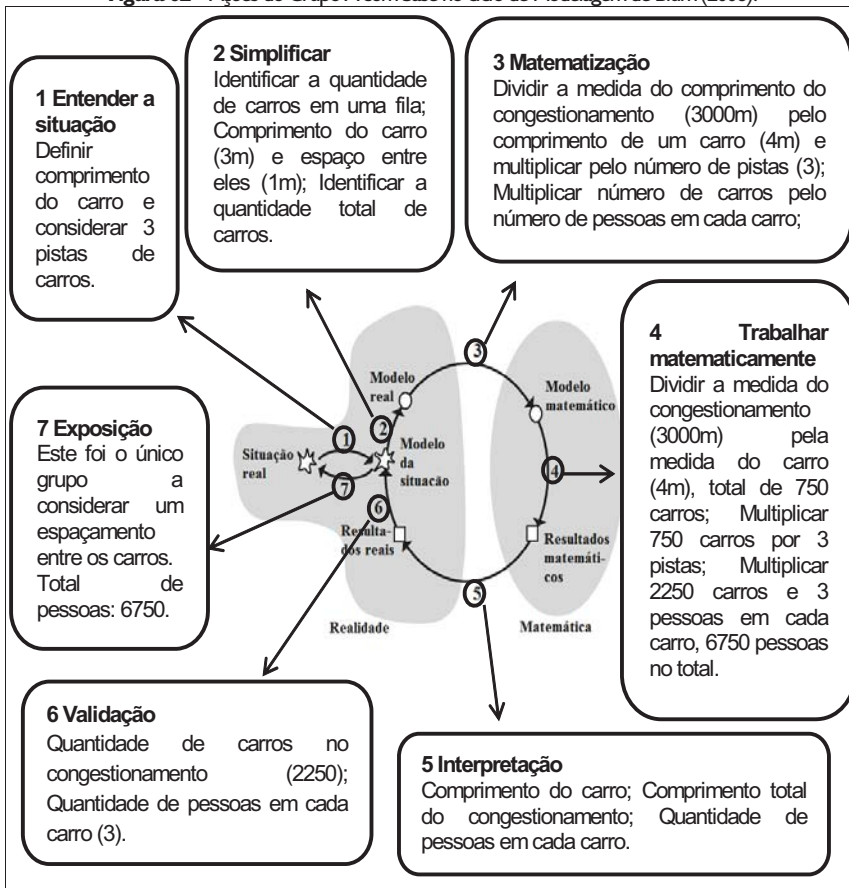 2 Simplificar
Identificar a quantidade
de carros em uma fila;
Comprimento do carro
(3m) e espaço entre
eles (1m); Identificar a
quantidade total de
carros.
3 Matematização
Dividir a medida do comprimento do
congestionamento (3000m) pelo
comprimento de um carro (4m) e
multiplicar pelo número de pistas (3);
Multiplicar número de carros pelo
número de pessoas em cada carro;
1 Entender a
situação
Definir
comprimento
do carro e
considerar 3
pistas de
carros.
4 Trabalhar
matematicamente
Dividir a medida do
congestionamento
(3000m) pela
medida do carro
(4m), total de 750
carros; Multiplicar
750 carros por 3
pistas; Multiplicar
2250 carros e 3
pessoas em cada
carro, 6750 pessoas
no total.
7 Exposição
Este foi o único
grupo a
considerar um
espaçamento
entre os carros.
Total de
pessoas: 6750.
3
Modelo
real
Modelo
matemático
2
1
Situação
real
Modelo
da
situacão
4
7
6
Resulta-
dos reais
Resultados
matemáti-
cos
5
Realidade
Matemática
6 Validação
Quantidade de carros no
congestionamento (2250);
Quantidade de pessoas em cada
carro (3).
5 Interpretação
Comprimento do carro; Comprimento total
do congestionamento; Quantidade de
pessoas em cada carro.